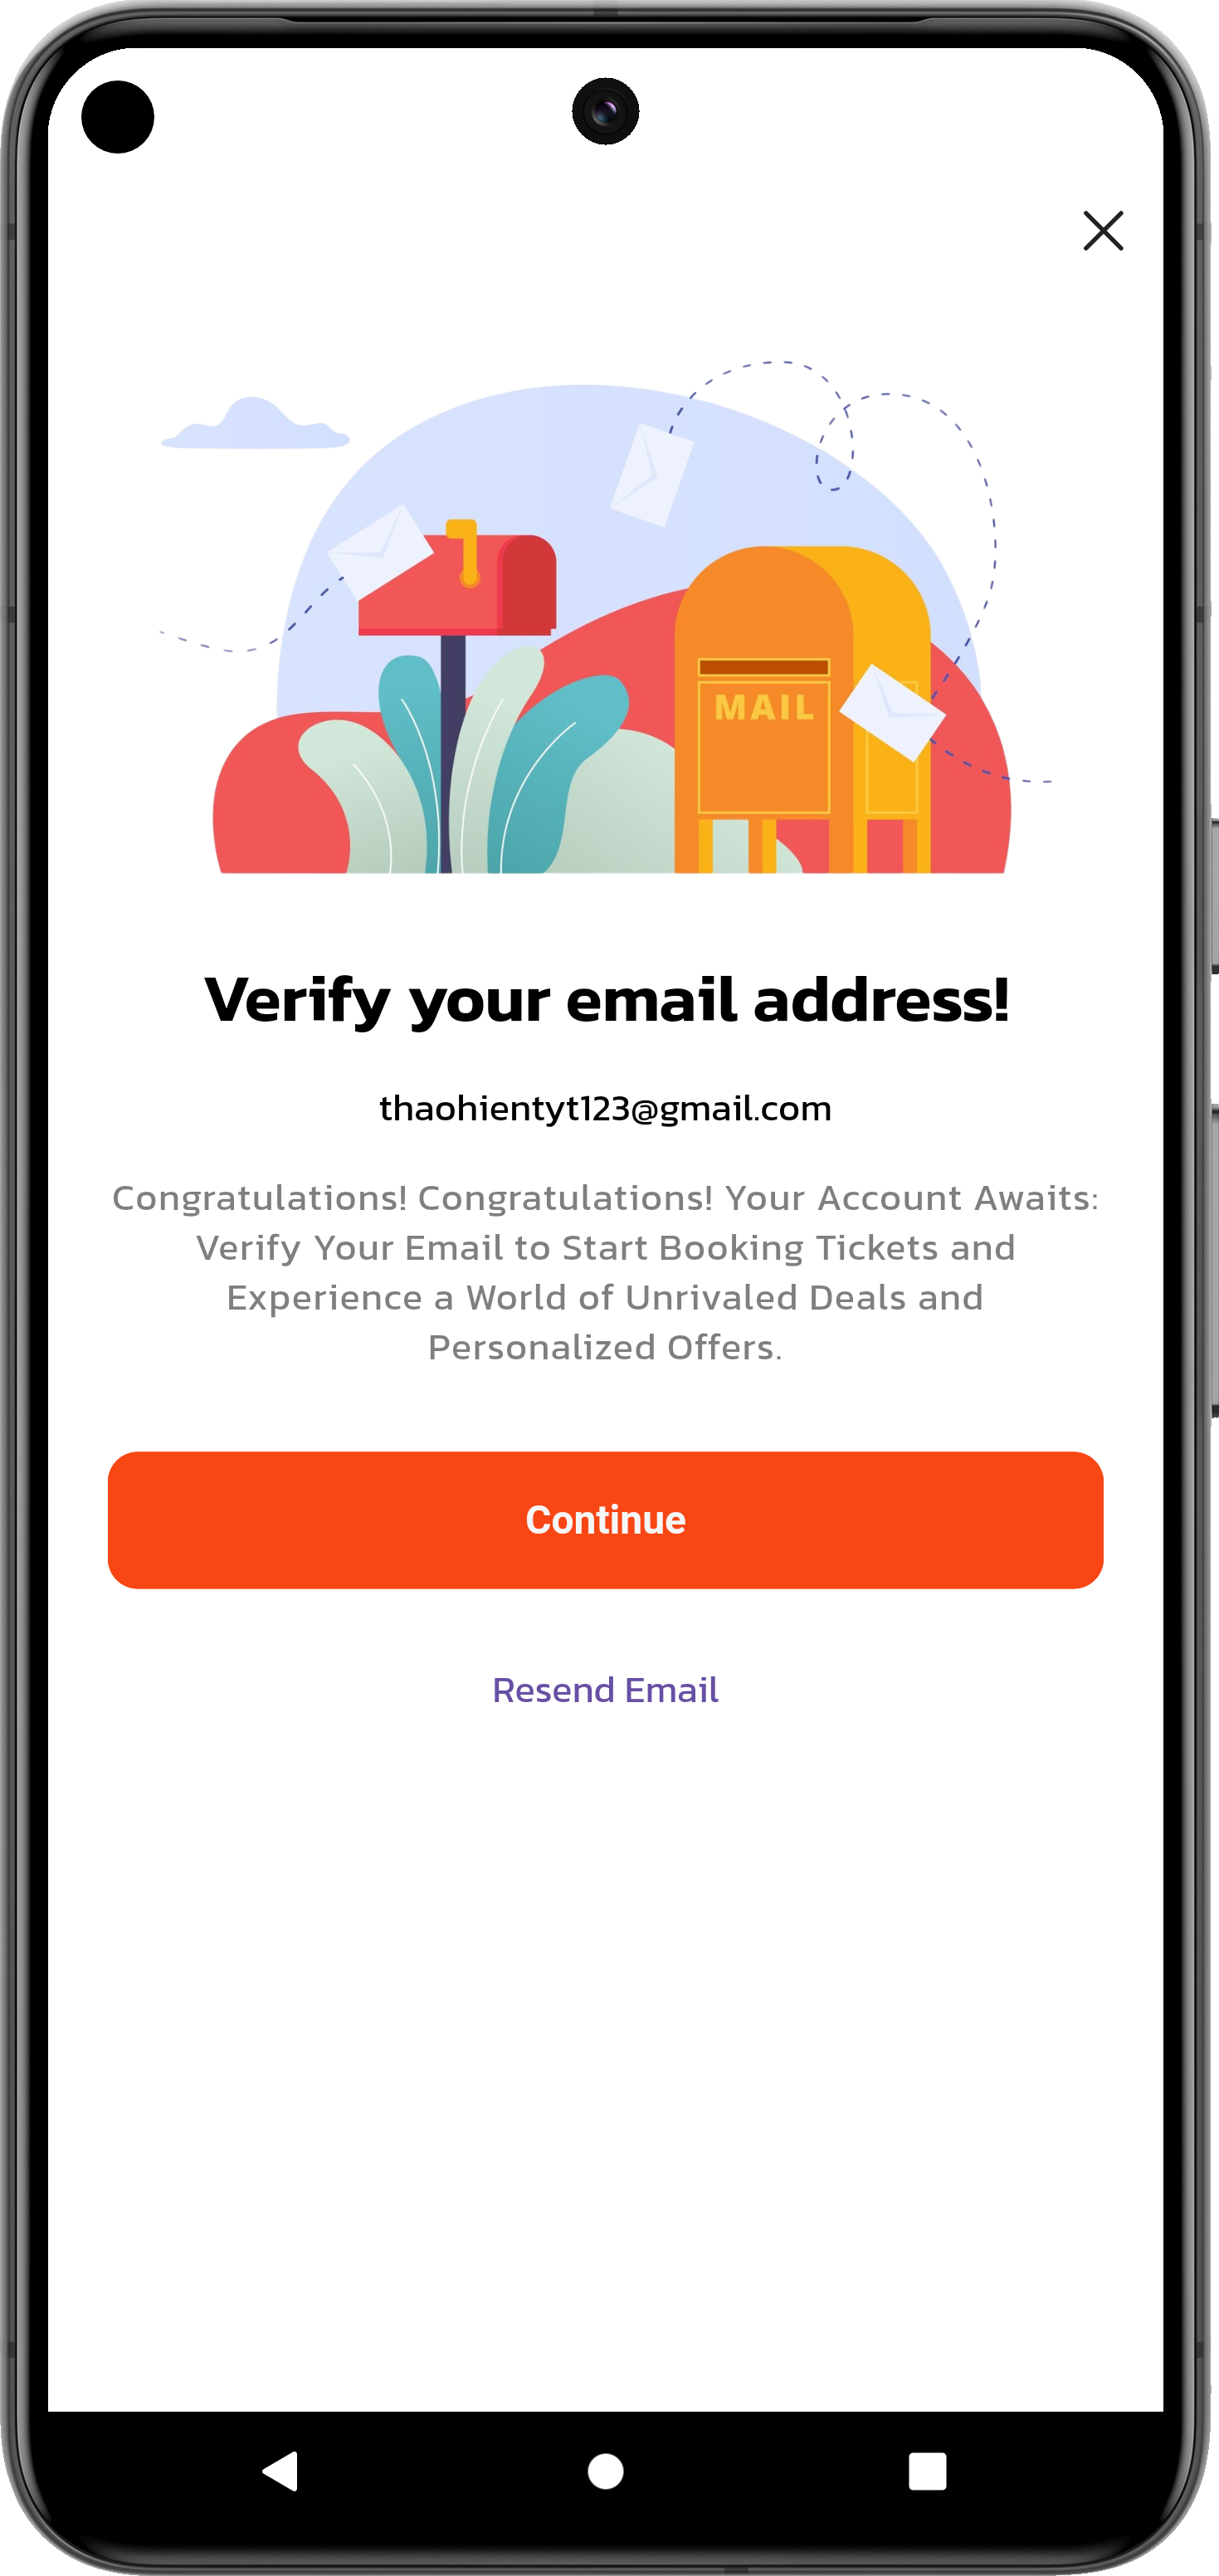 MAIL
Verify your email address!
thaohientyt123@gmail.com
Congratulations! Congratulations! Your Account Awaits:
Verify Your Email to Start Booking Tickets and
Experience a World of Unrivaled Deals and
Personalized Offers.
Continue
Resend Email